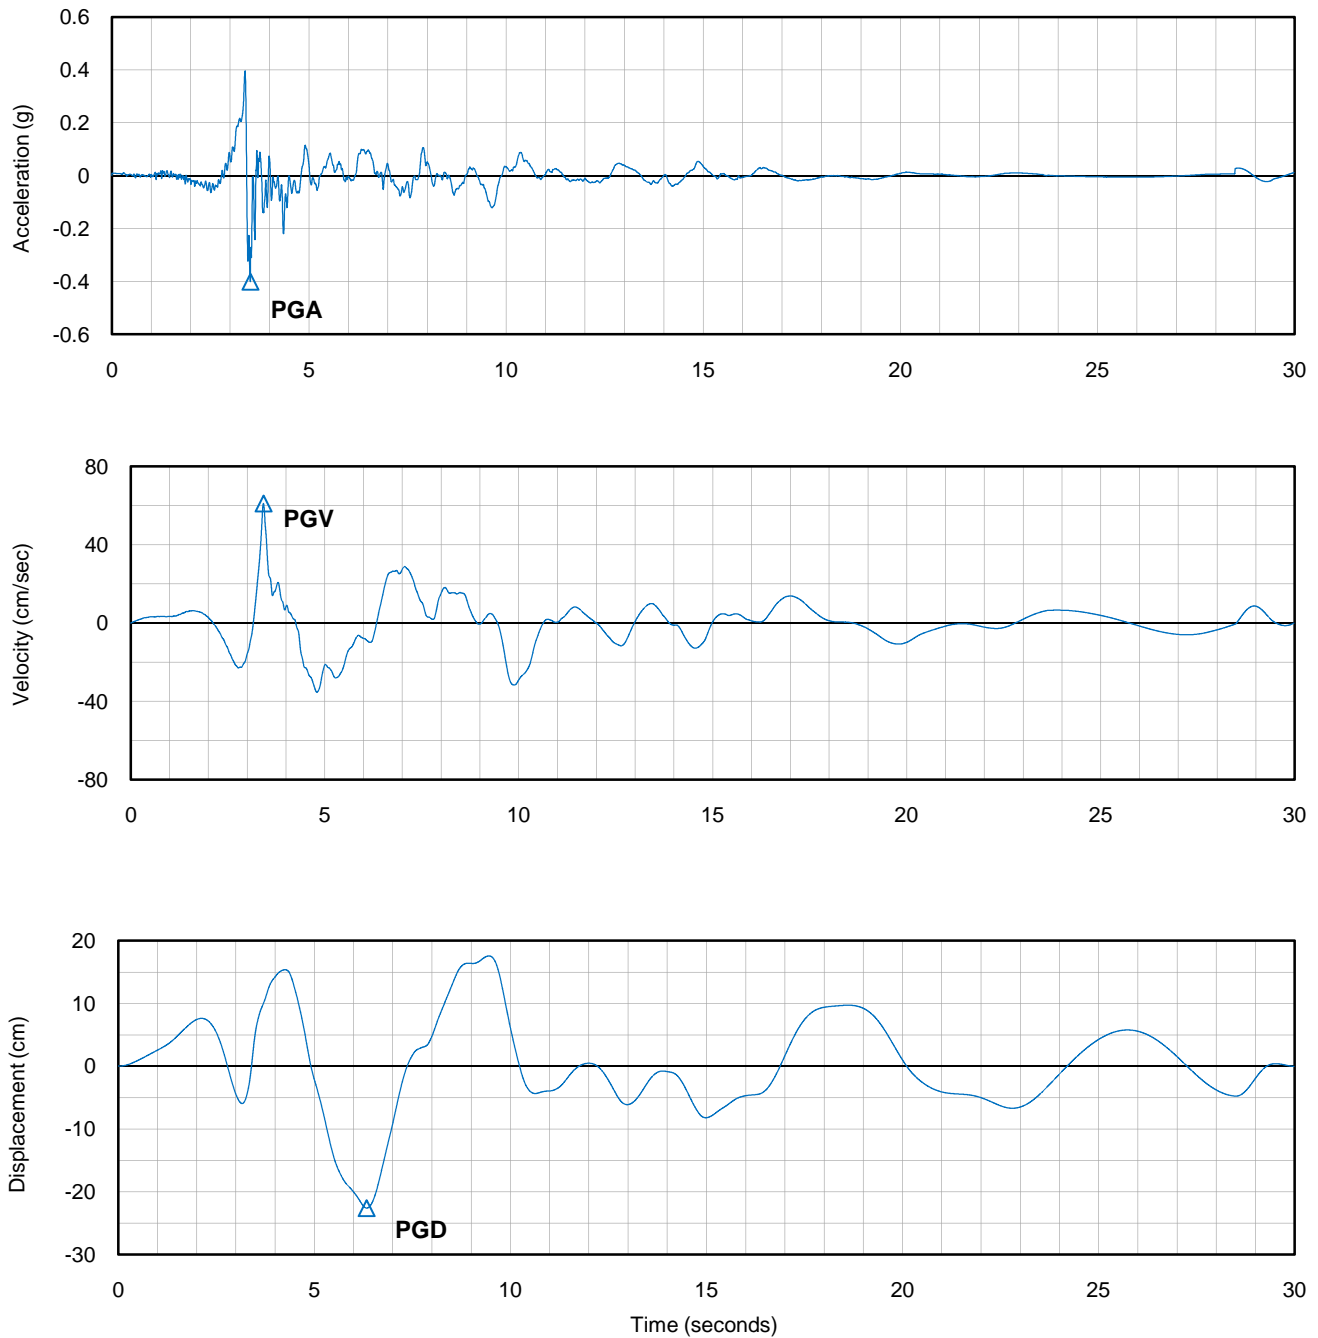 0.6
0.4
0.2
0
-0.2
-0.4
-0.6
Acceleration (g)
PGA
0 5 10 15 20 25 30
80
40
0
-40
-80
Velocity (cm/sec)
PGV
0 5 10 15 20 25 30
20
10
0
-10
-20
-30
Displacement (cm)
PGD
0 5 10 15 20 25 30
Time (seconds)